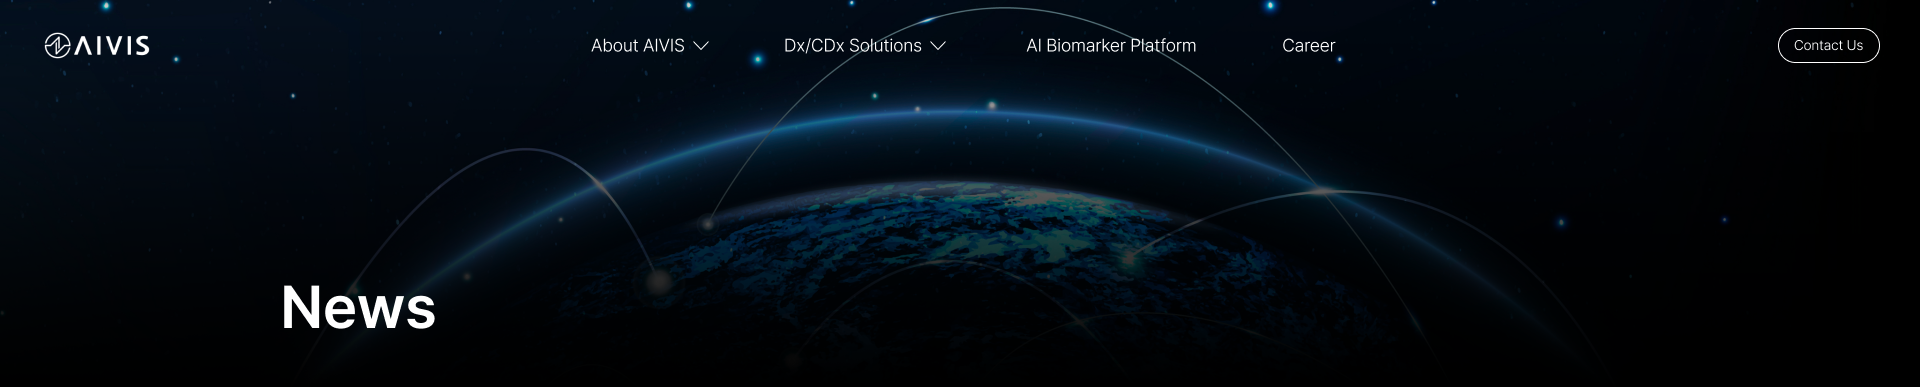 AIVIS
About AIVIS
Dx/CDx Solutions
AI Biomarker Platform
Career
Contact Us
News